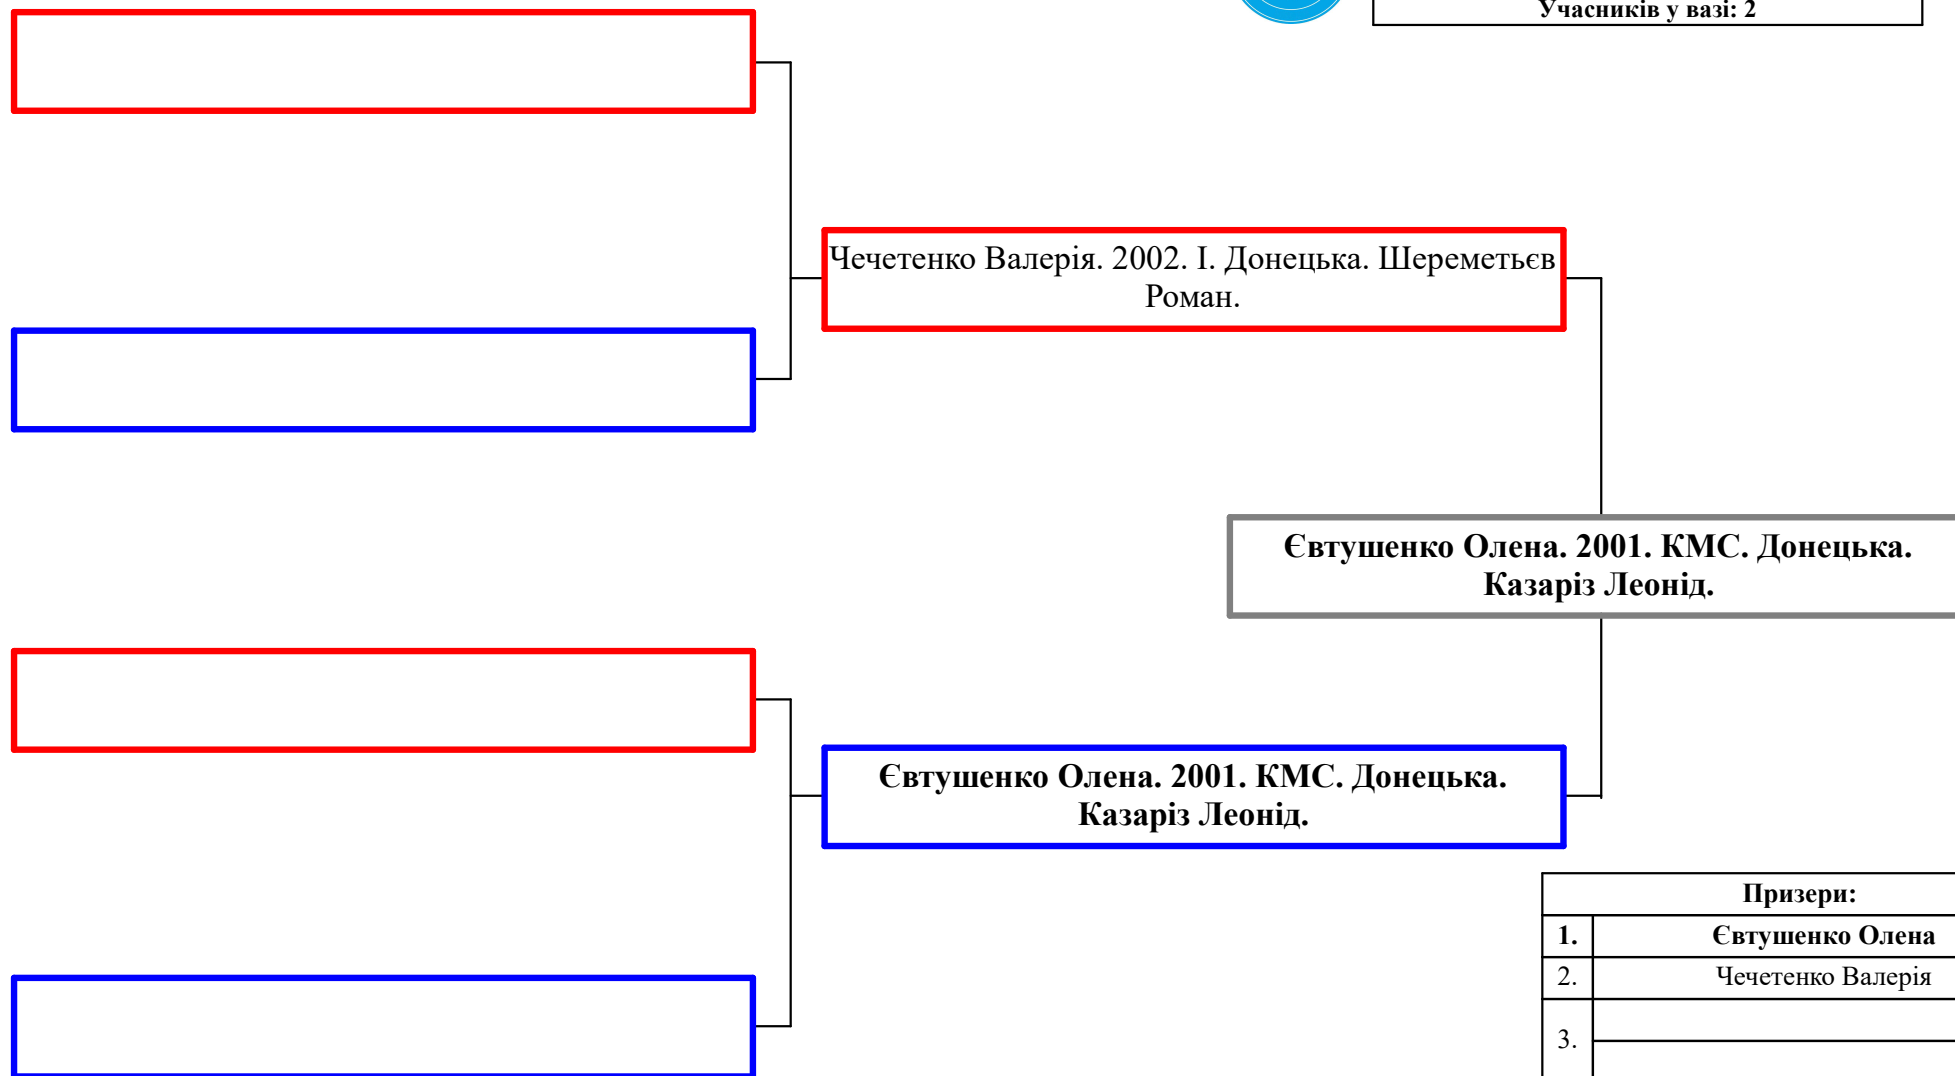 Учасників у вазі: 2
Чечетенко Валерія. 2002. І. Донецька. Шереметьєв
Роман.
Євтушенко Олена. 2001. КМС. Донецька.
Казаріз Леонід.
Євтушенко Олена. 2001. КМС. Донецька.
Казаріз Леонід.
Призери:
1. Євтушенко Олена
2. Чечетенко Валерія
3.